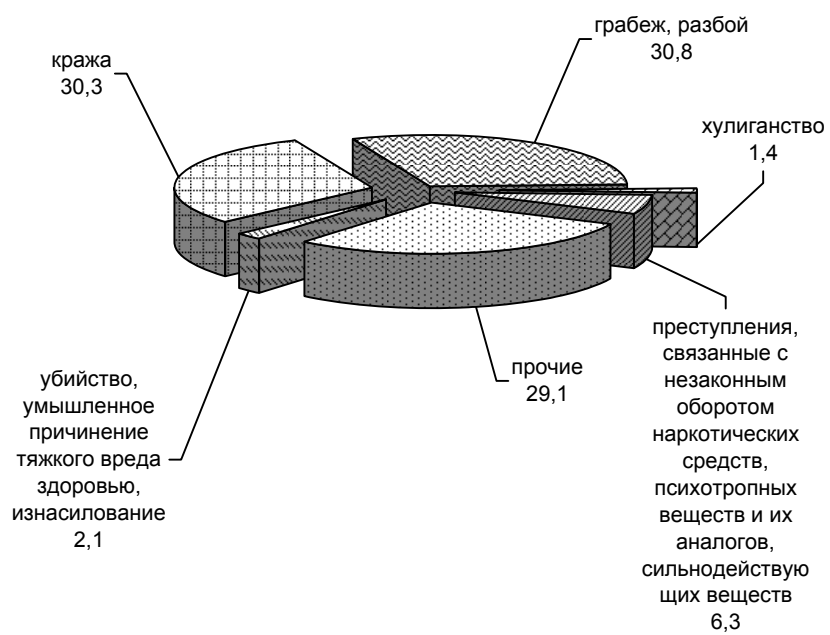 грабеж, разбой
30,8
кража
30,3
хулиганство
1,4
преступления,
связанные с
незаконным
оборотом
наркотических
средств,
психотропных
веществ и их
аналогов,
сильнодействую
щих веществ
6,3
прочие
29,1
убийство,
умышленное
причинение
тяжкого вреда
здоровью,
изнасилование
2,1